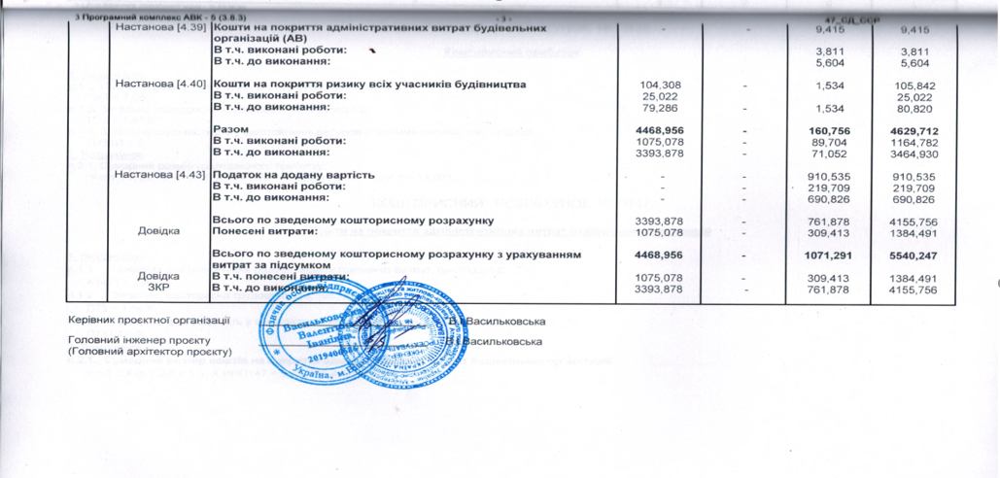 3 Програмний комплекс АВК - 5 (3.8.3) - 3 - 47_СД_ССР
Настанова [4.39] Кошти на покриття адміністративних витрат будівельних - - 9,415 9,415
організацій (АВ)
В т.ч. виконані роботи: 3,811 3,811
В т.ч. до виконання: 5,604 5,604
Настанова [4.40] Кошти на покриття ризику всіх учасників будівництва 104,308 - 1,534 105,842
В т.ч. виконані роботи: 25,022 25,022
В т.ч. до виконання: 79,286 - 1,534 80,820
Разом 4468,956 - 160,756 4629,712
В т.ч. виконані роботи: 1075,078 - 89,704 1164,782
В т.ч. до виконання: 3393,878 - 71,052 3464,930
Настанова [4.43] Податок на додану вартість - - 910,535 910,535
В т.ч. виконані роботи: - - 219,709 219,709
В т.ч. до виконання: - - 690,826 690,826
Всього по зведеному кошторисному розрахунку 3393,878 - 761,878 4155,756
Довідка Понесені витрати: 1075,078 - 309,413 1384,491
Всього по зведеному кошторисному розрахунку з урахуванням 4468,956 - 1071,291 5540,247
витрат за підсумком
Довідка В т.ч. понесені витрати: 1075,078 - 309,413 1384,491
ЗКР В т.ч. до виконання: 3393,878 - 761,878 4155,756
Керівник проєктної організації В.І.Васильковська
Головний інженер проєкту В.І.Васильковська
(Головний архітектор проєкту)
Фізична особа
Васильковська
Валентина
Іванівна
Україна, м.